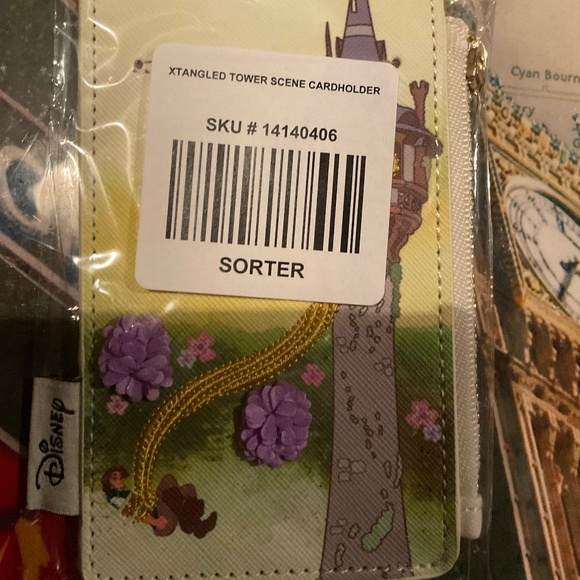 XTANGLED TOWER SCENE CARDHOLDER
SKU # 14140406
SORTER
Cyan Bourn
DISNEY